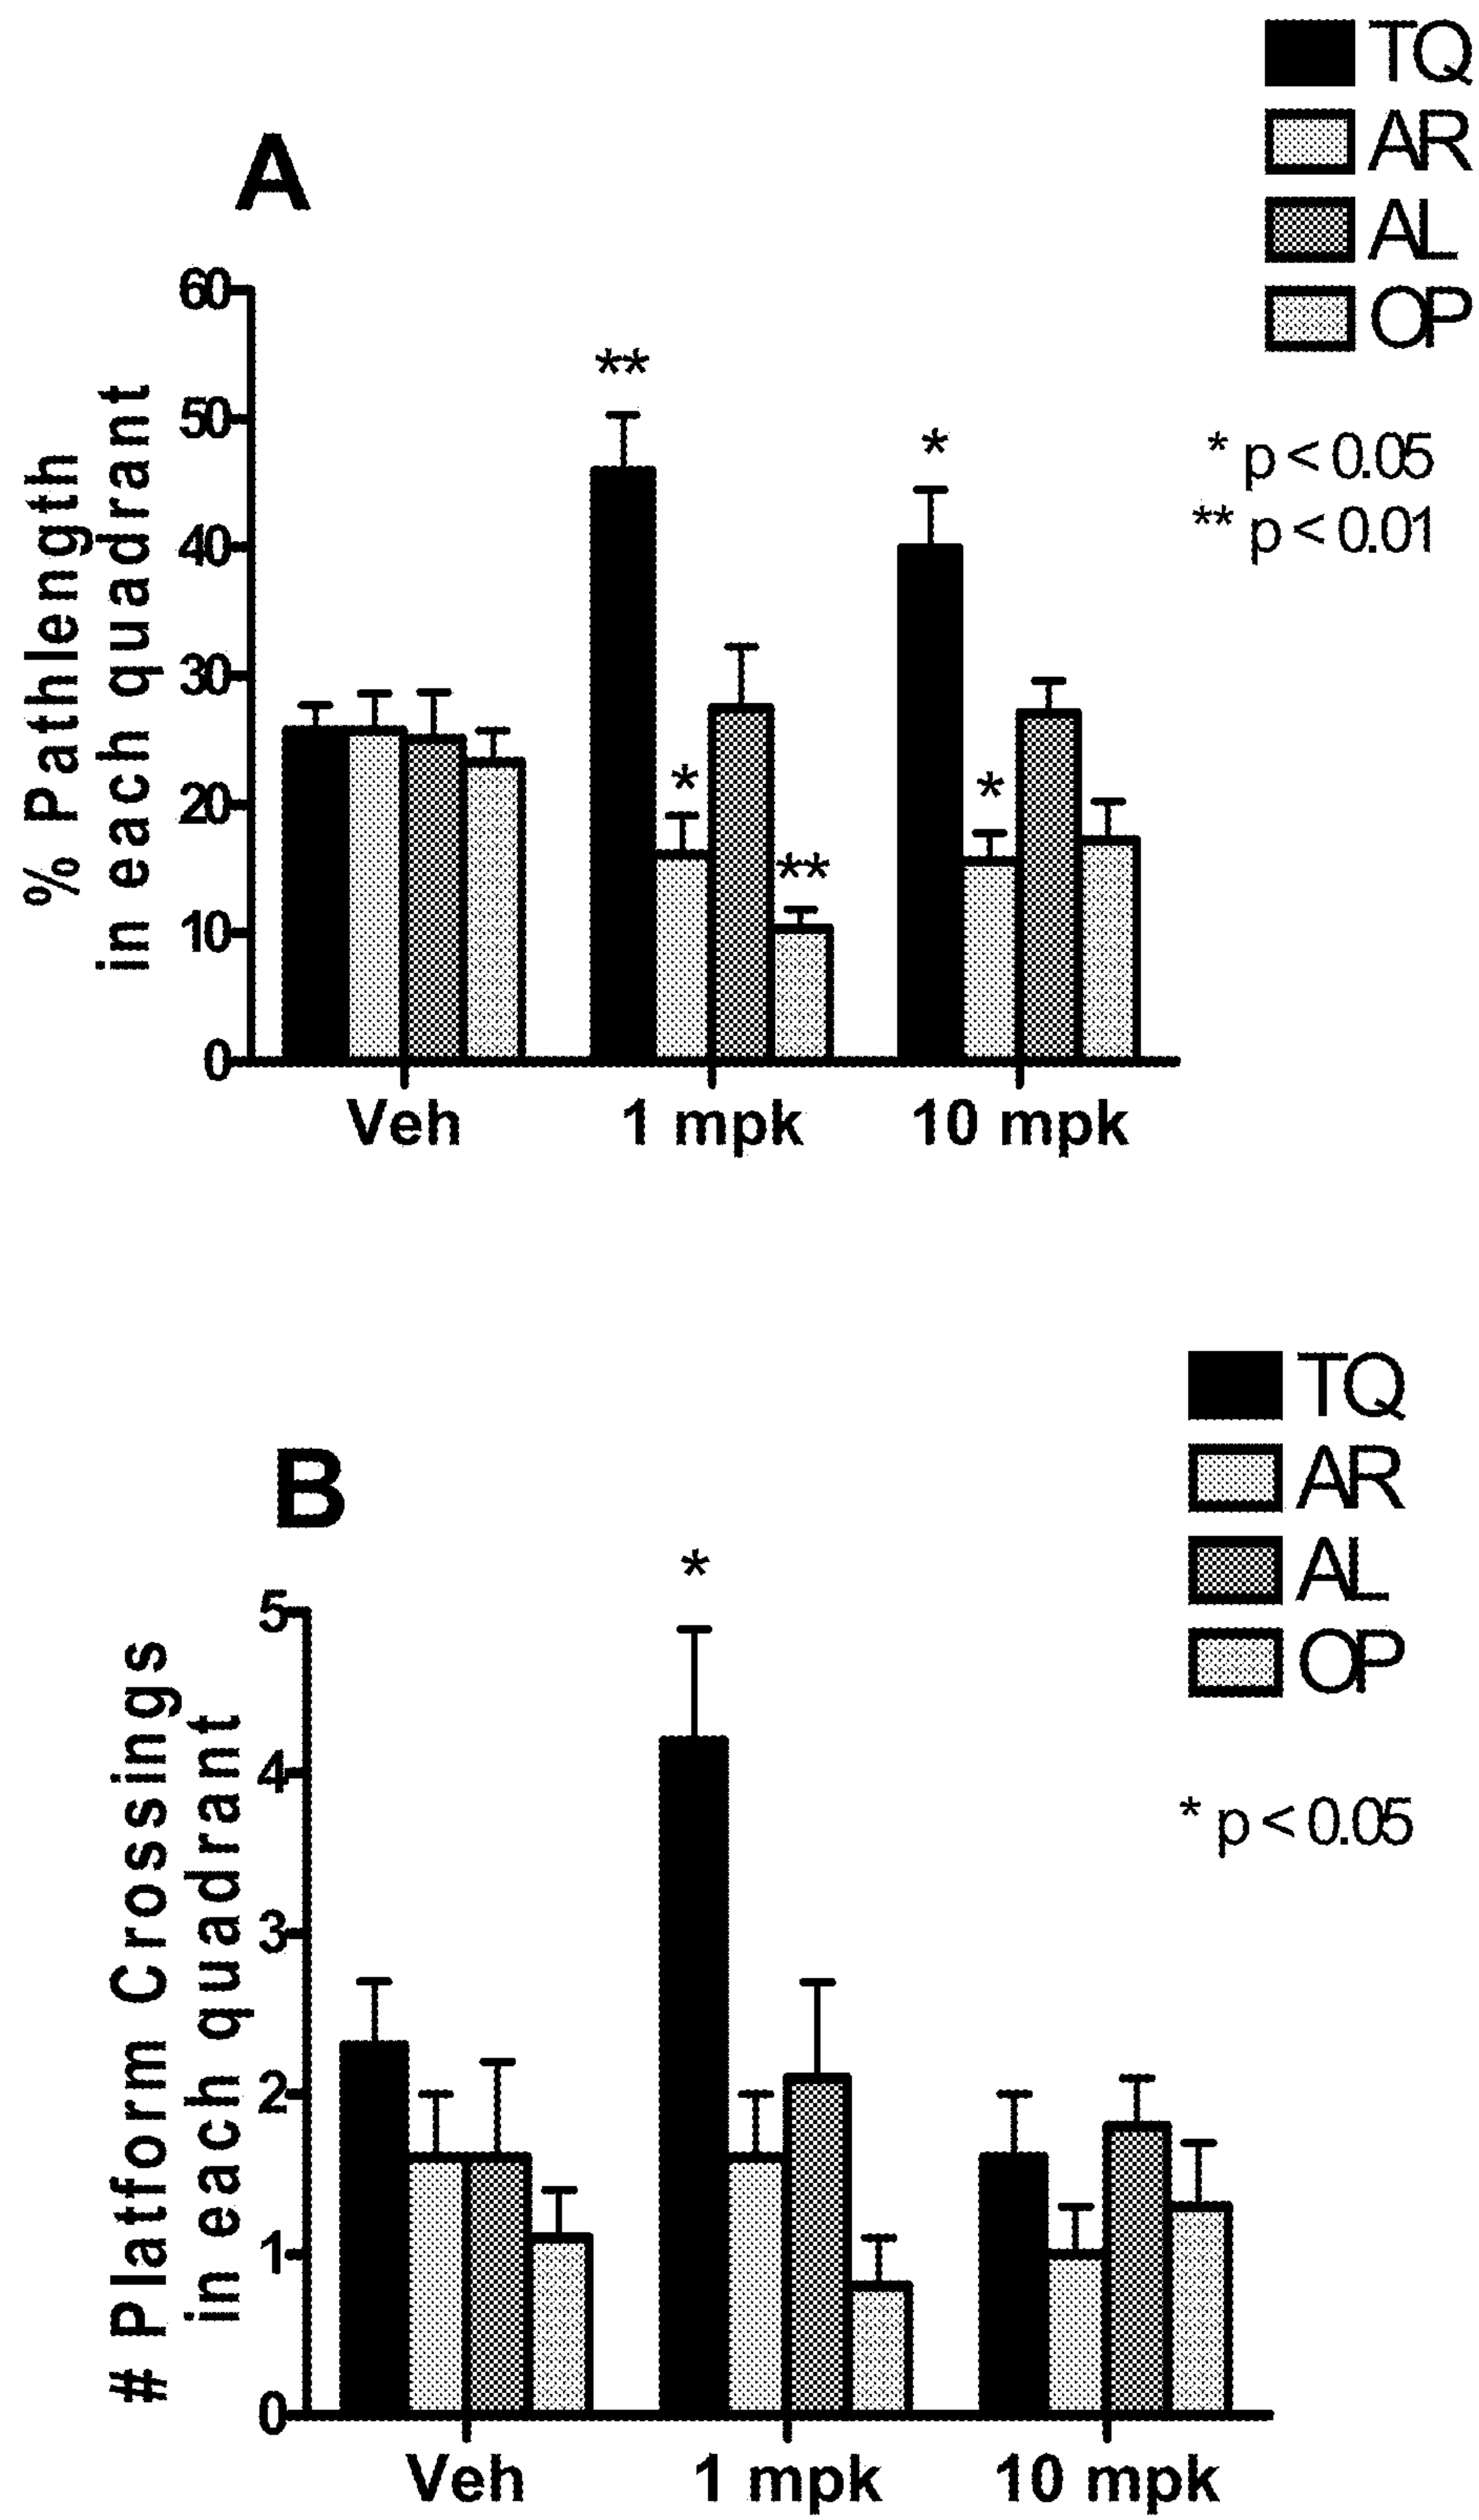 TQ
AR
AL
OP
A
* p < 0.05
** p < 0.01
% Pathlength
in each quadrant
60
50
40
30
20
10
0
**
*
**
*
*
Veh 1 mpk 10 mpk
TQ
AR
AL
OP
B
* p < 0.05
# Platform Crossings
in each quadrant
5
4
3
2
1
0
*
Veh 1 mpk 10 mpk